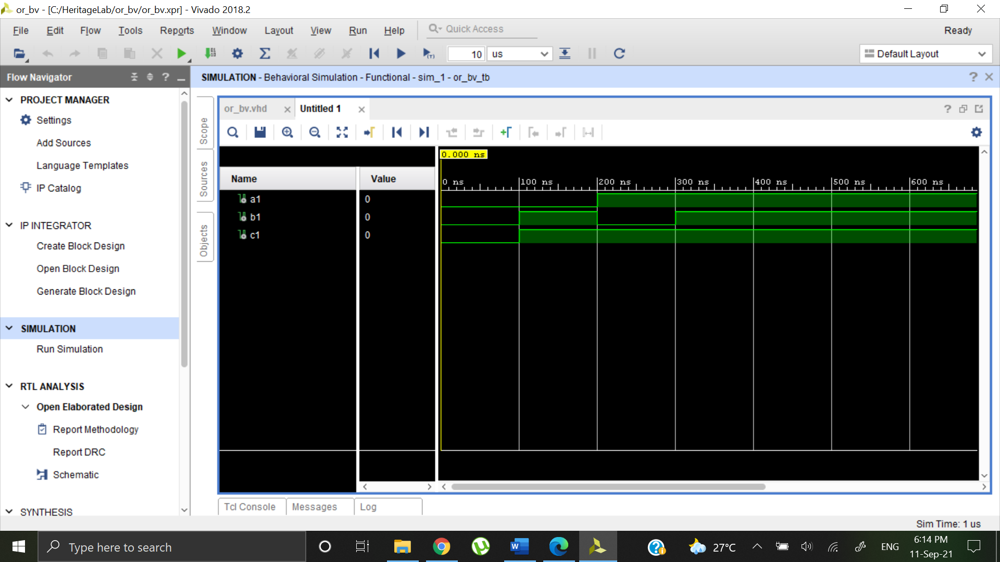 or_bv - [C:/HeritageLab/or_bv/or_bv.xpr] - Vivado 2018.2
File Edit Flow Tools Reports Window Layout View Run Help Quick Access Ready
10 us Default Layout
Flow Navigator
SIMULATION - Behavioral Simulation - Functional - sim_1 - or_bv_tb
PROJECT MANAGER
Settings
Add Sources
Language Templates
IP Catalog
IP INTEGRATOR
Create Block Design
Open Block Design
Generate Block Design
SIMULATION
Run Simulation
RTL ANALYSIS
Open Elaborated Design
Report Methodology
Report DRC
Schematic
SYNTHESIS
Scope
Sources
Objects
or_bv.vhd Untitled 1
0.000 ns
Name Value
0 ns 100 ns 200 ns 300 ns 400 ns 500 ns 600 ns
a1 0
b1 0
c1 0
Tcl Console Messages Log
Sim Time: 1 us
Type here to search
27°C ENG
6:14 PM
11-Sep-21